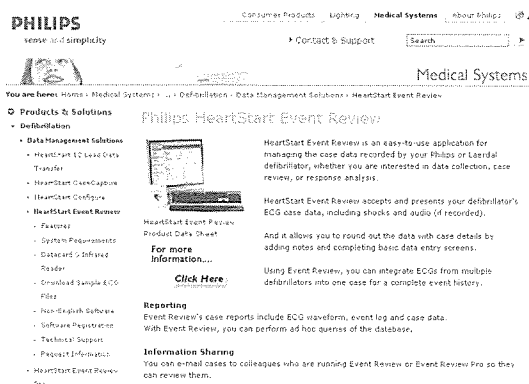 PHILIPS
sense and simplicity
Consumer Products Lighting Medical Systems About Philips
Contact & Support
Search
Medical Systems
You are here: Home › Medical Systems › ... › Defibrillation › Data Management Solutions › HeartStart Event Review
Products & Solutions
Defibrillation
Data Management Solutions
HeartStart 12 Lead Data
Transfer
HeartStart CaseCapture
HeartStart Configure
HeartStart Event Review
Features
System Requirements
Datacard & Infrared
Reader
Download Sample ECG
Files
Non-English Software
Software Registration
Technical Support
Request Information
HeartStart Event Review
Pro
Philips HeartStart Event Review
HeartStart Event Review
Product Data Sheet
For more
information....
Click Here
HeartStart Event Review is an easy-to-use application for
managing the case data recorded by your Philips or Laerdal
defibrillator, whether you are interested in data collection, case
review, or response analysis.
HeartStart Event Review accepts and presents your defibrillator's
ECG case data, including shocks and audio (if recorded).
And it allows you to round out the data with case details by
adding notes and completing basic data entry screens.
Using Event Review, you can integrate ECGs from multiple
defibrillators into one case for a complete event history.
Reporting
Event Review's case reports include ECG waveform, event log and case data.
With Event Review, you can perform ad hoc queries of the database.
Information Sharing
You can e-mail cases to colleagues who are running Event Review or Event Review Pro so they
can review them.